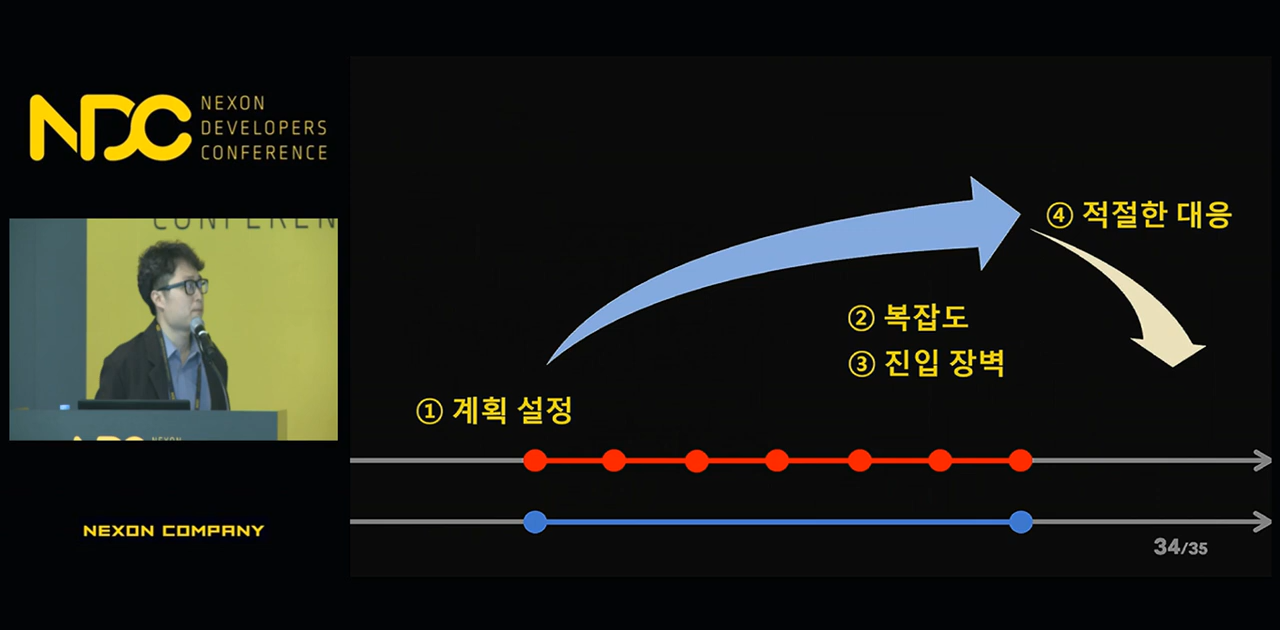 NDC
NEXON
DEVELOPERS
CONFERENCE
CONFEREN
NEXON COMPANY
④ 적절한 대응
② 복잡도
③ 진입 장벽
① 계획 설정
34/35